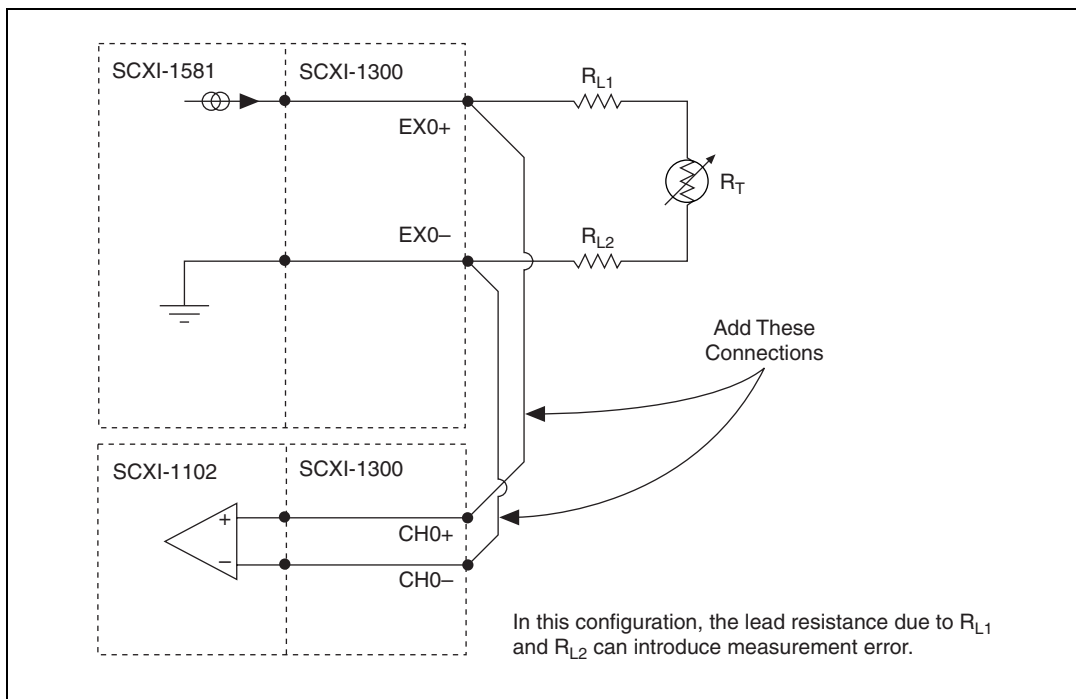 SCXI-1581
SCXI-1300
EX0+
R_L1
R_T
EX0–
R_L2
Add These
Connections
SCXI-1102
SCXI-1300
+
–
CH0+
CH0–
In this configuration, the lead resistance due to R_L1
and R_L2 can introduce measurement error.